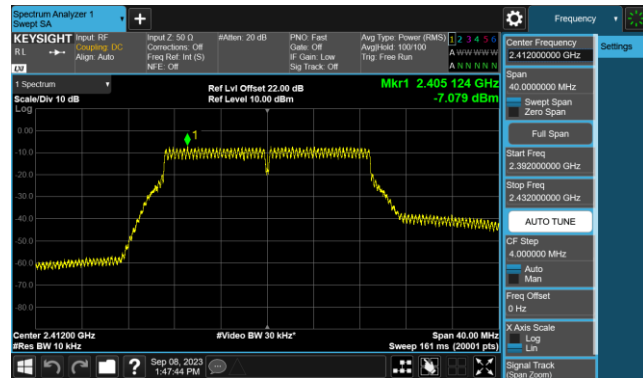 Spectrum Analyzer 1
Swept SA
Frequency
KEYSIGHT
RL
LXI
Input: RF
Coupling: DC
Align: Auto
Input Z: 50 Ω
Corrections: Off
Freq Ref: Int (S)
NFE: Off
#Atten: 20 dB
PNO: Fast
Gate: Off
IF Gain: Low
Sig Track: Off
Avg Type: Power (RMS)
Avg|Hold: 100/100
Trig: Free Run
1 2 3 4 5 6
A W W W W W
A N N N N N
1 Spectrum
Scale/Div 10 dB
Log
Ref Lvl Offset 22.00 dB
Ref Level 10.00 dBm
Mkr1 2.405 124 GHz
-7.079 dBm
1
0.00
-10.0
-20.0
-30.0
-40.0
-50.0
-60.0
-70.0
-80.0
Center 2.41200 GHz
#Res BW 10 kHz
#Video BW 30 kHz*
Span 40.00 MHz
Sweep 161 ms (20001 pts)
Sep 08, 2023
1:47:44 PM
Center Frequency
2.412000000 GHz
Span
40.0000000 MHz
Swept Span
Zero Span
Full Span
Start Freq
2.392000000 GHz
Stop Freq
2.432000000 GHz
AUTO TUNE
CF Step
4.000000 MHz
Auto
Man
Freq Offset
0 Hz
X Axis Scale
Log
Lin
Signal Track
(Span Zoom)
Settings